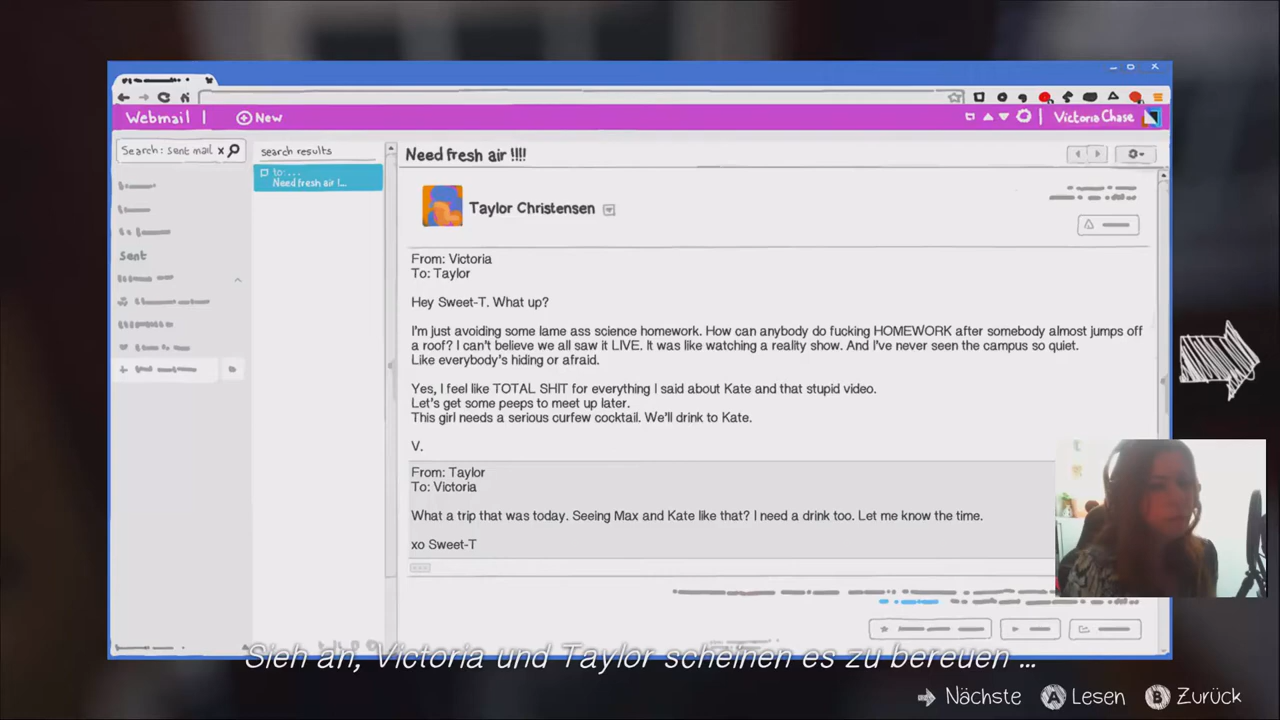 Webmail
New
Victoria Chase
Search: sent mail x
search results
Need fresh air !!!!
to:...
Need fresh air !...
Taylor Christensen
Sent
From: Victoria
To: Taylor
Hey Sweet-T. What up?
I'm just avoiding some lame ass science homework. How can anybody do fucking HOMEWORK after somebody almost jumps off
a roof? I can't believe we all saw it LIVE. It was like watching a reality show. And I've never seen the campus so quiet.
Like everybody's hiding or afraid.
Yes, I feel like TOTAL SHIT for everything I said about Kate and that stupid video.
Let's get some peeps to meet up later.
This girl needs a serious curfew cocktail. We'll drink to Kate.
V.
From: Taylor
To: Victoria
What a trip that was today. Seeing Max and Kate like that? I need a drink too. Let me know the time.
xo Sweet-T
Sieh an, Victoria und Taylor scheinen es zu bereuen ...
Nächste
A Lesen
B Zurück